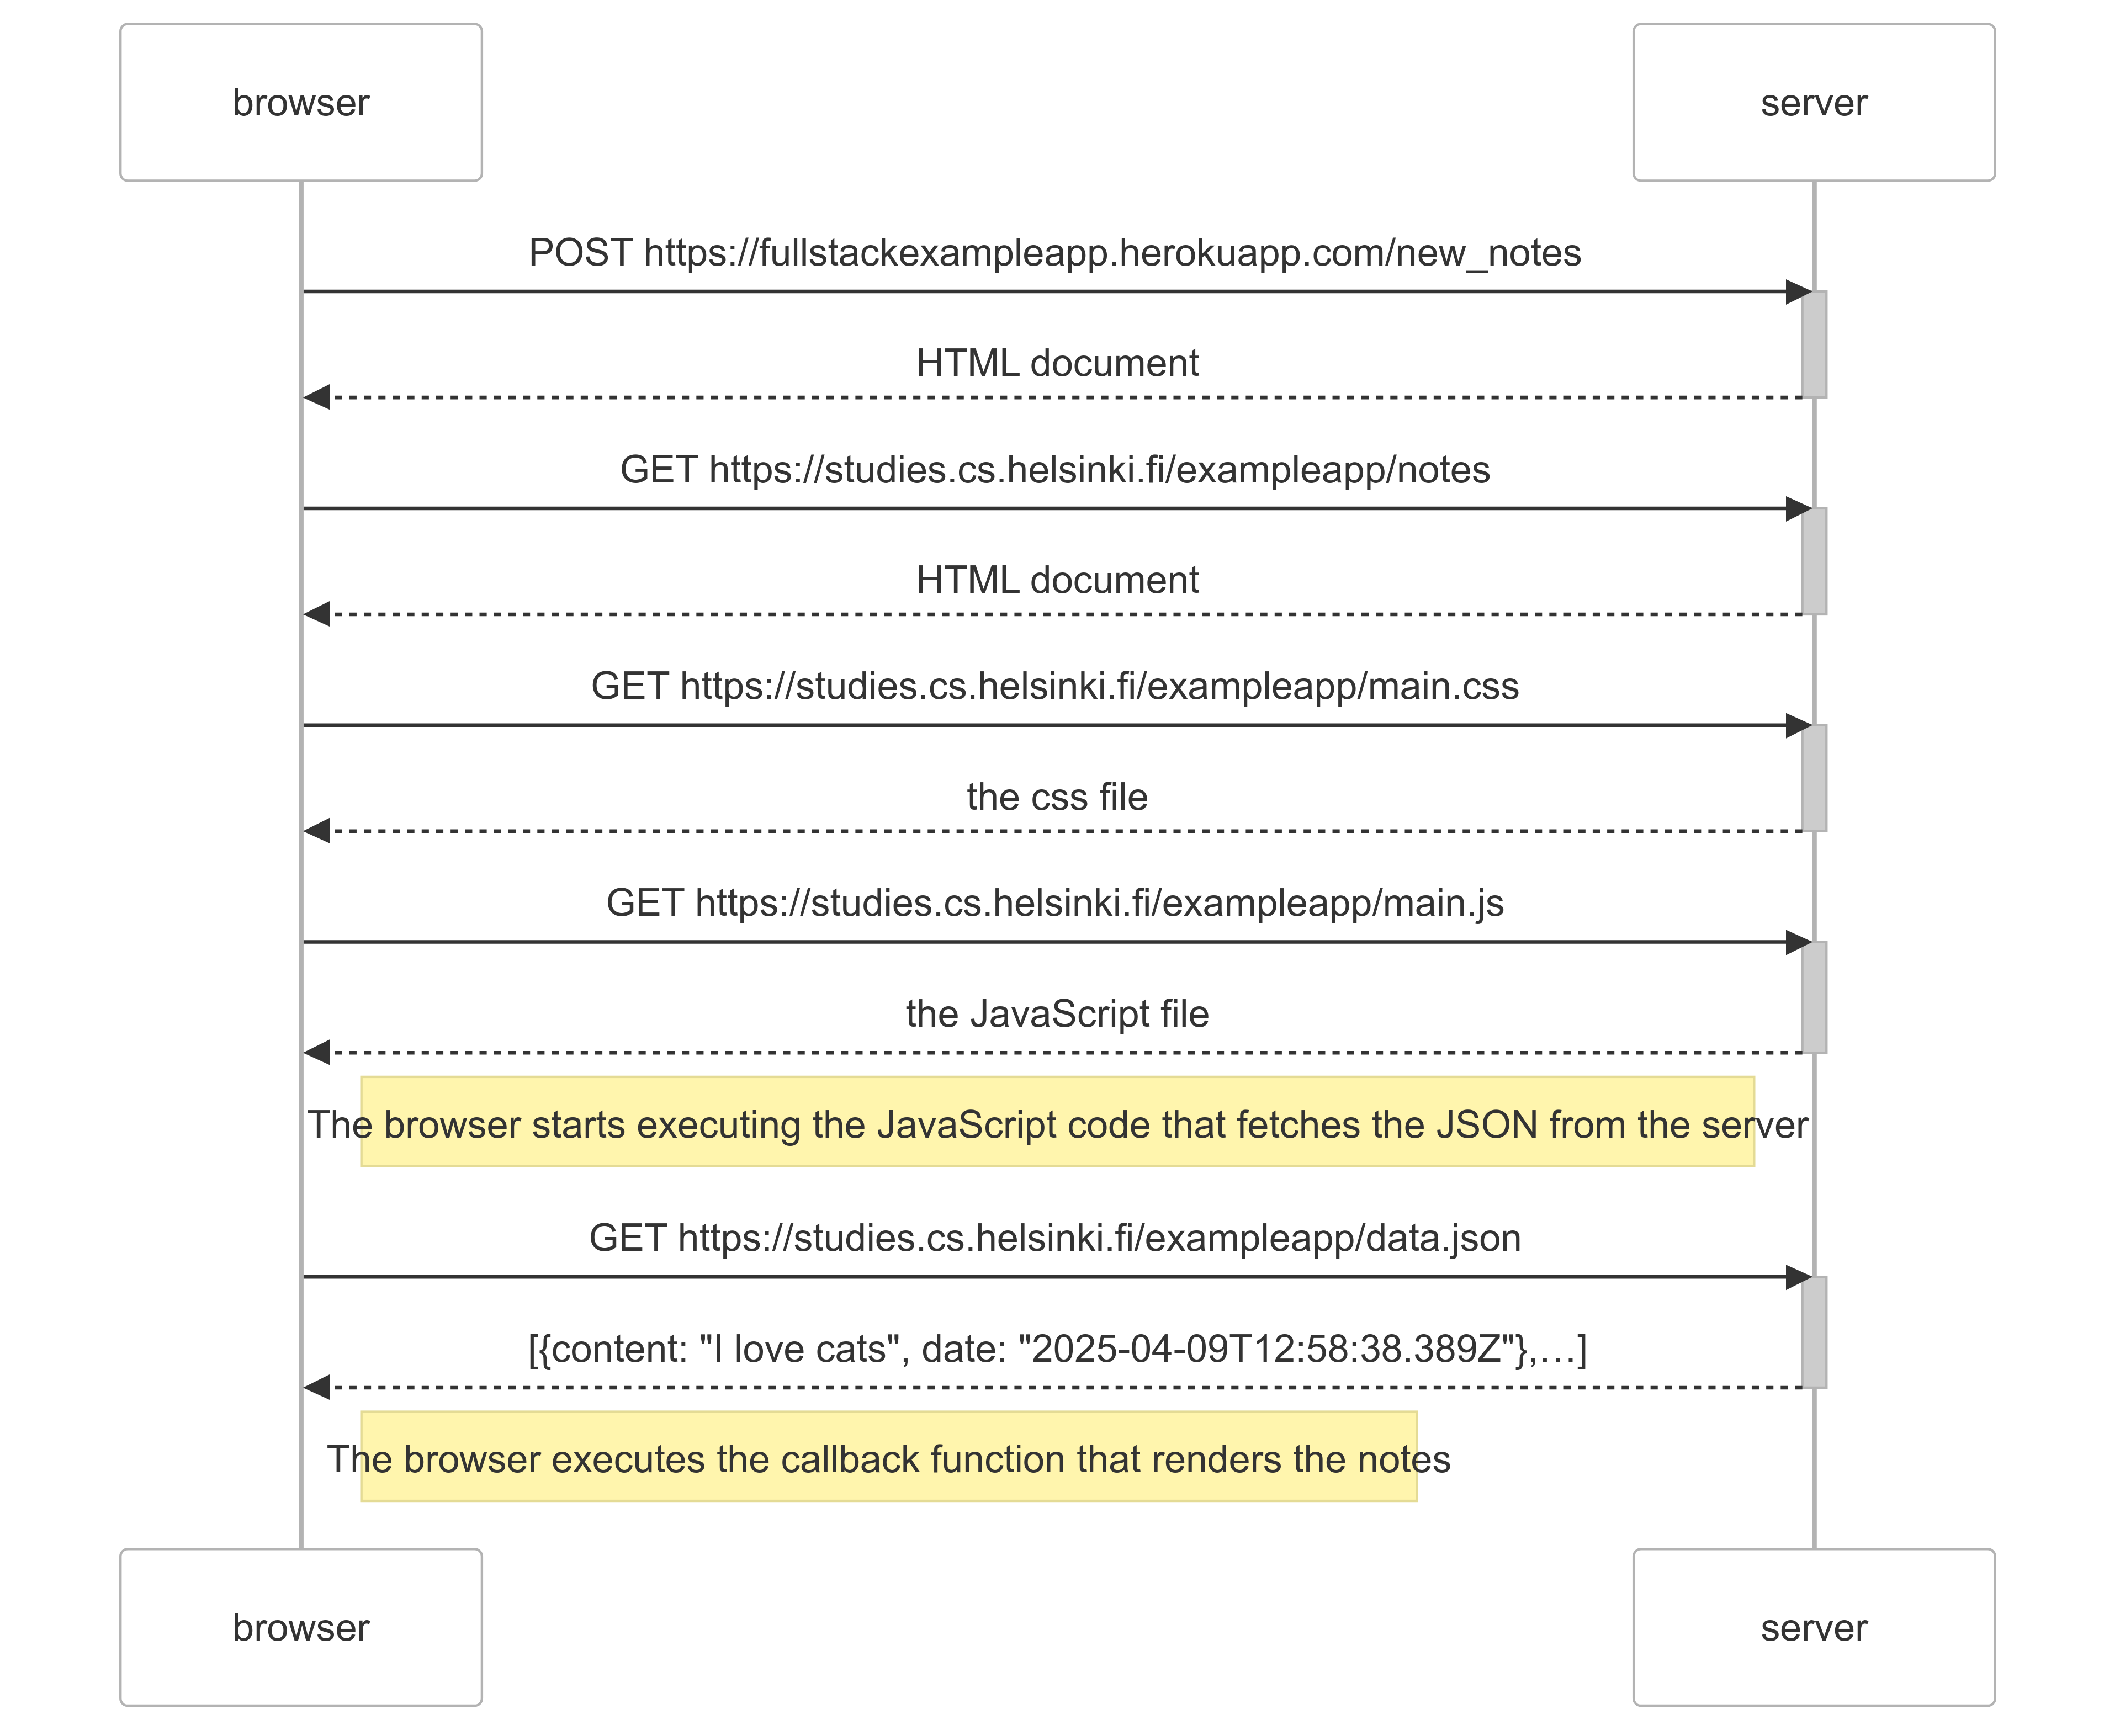 browser
server
POST https://fullstackexampleapp.herokuapp.com/new_notes
HTML document
GET https://studies.cs.helsinki.fi/exampleapp/notes
HTML document
GET https://studies.cs.helsinki.fi/exampleapp/main.css
the css file
GET https://studies.cs.helsinki.fi/exampleapp/main.js
the JavaScript file
The browser starts executing the JavaScript code that fetches the JSON from the server
GET https://studies.cs.helsinki.fi/exampleapp/data.json
[{content: "I love cats", date: "2025-04-09T12:58:38.389Z"},…]
The browser executes the callback function that renders the notes
browser
server